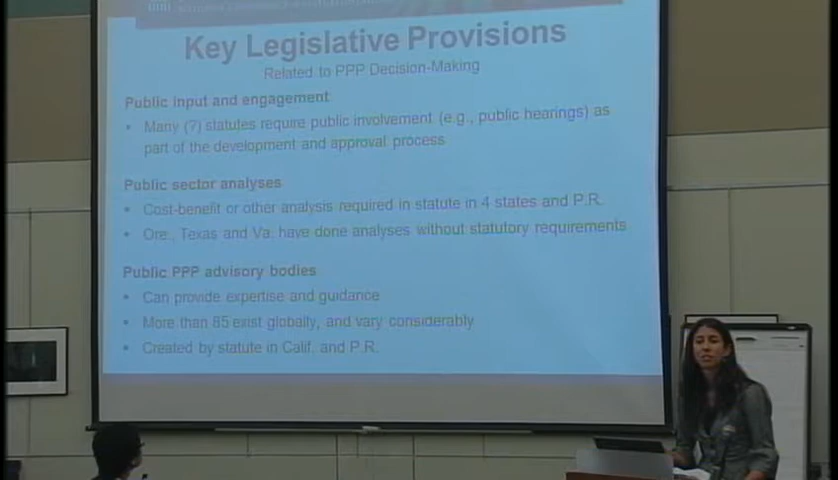 Key Legislative Provisions
Related to PPP Decision-Making
Public input and engagement
• Many (?) statutes require public involvement (e.g., public hearings) as
part of the development and approval process
Public sector analyses
• Cost-benefit or other analysis required in statute in 4 states and P.R.
• Ore., Texas and Va. have done analyses without statutory requirements
Public PPP advisory bodies
• Can provide expertise and guidance
• More than 85 exist globally, and vary considerably
• Created by statute in Calif. and P.R.